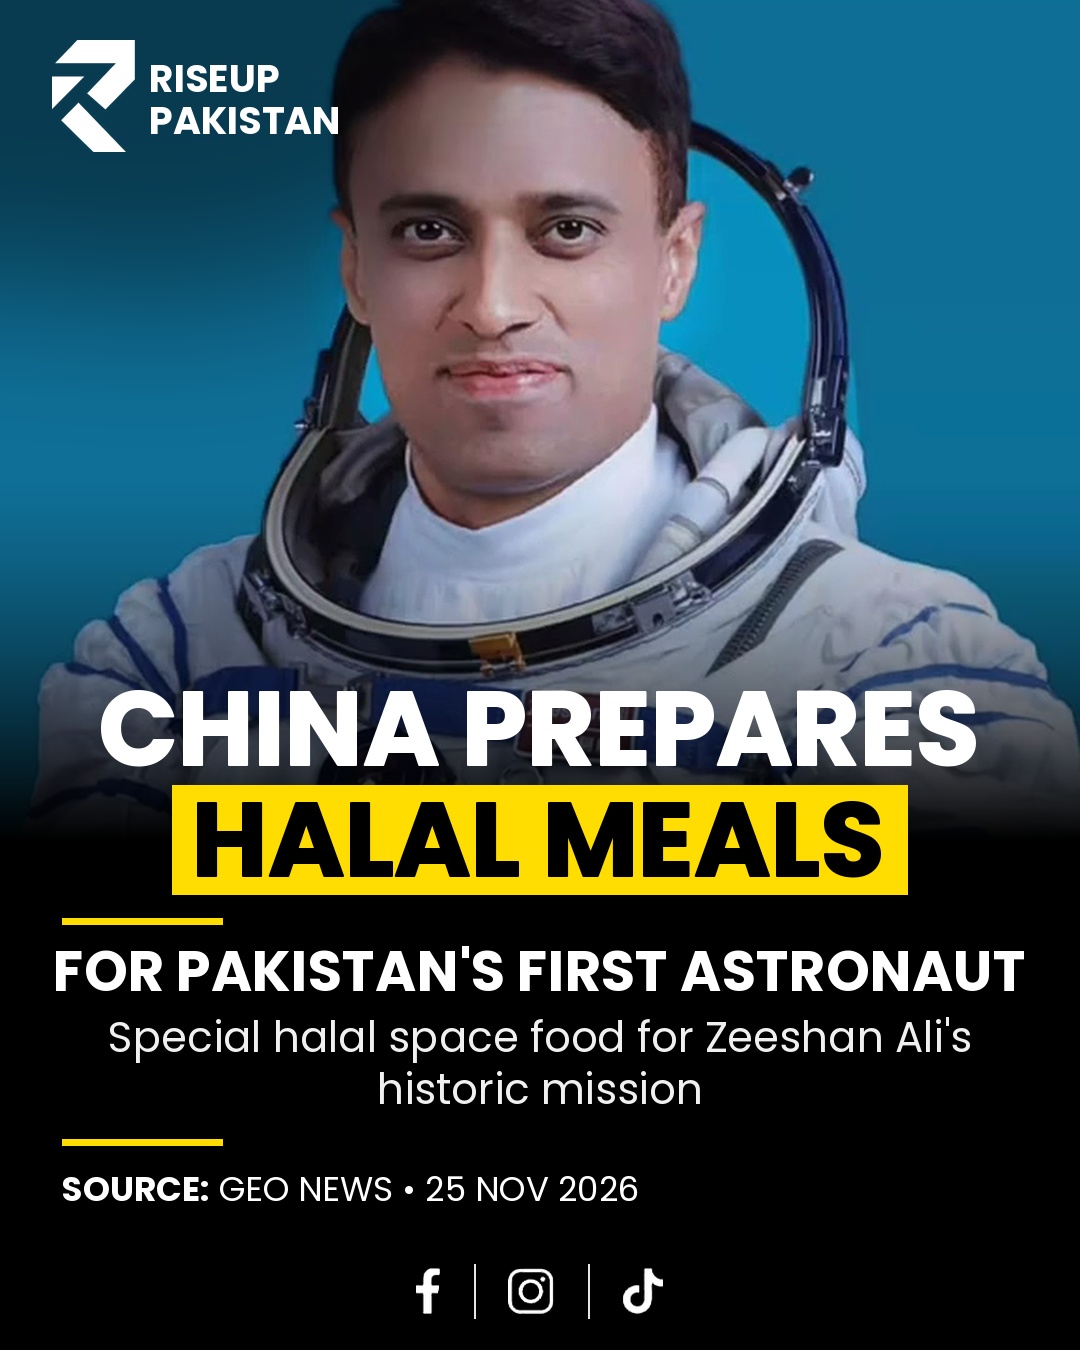 RISEUP
PAKISTAN
CHINA PREPARES
HALAL MEALS
FOR PAKISTAN'S FIRST ASTRONAUT
Special halal space food for Zeeshan Ali's
historic mission
SOURCE: GEO NEWS • 25 NOV 2026